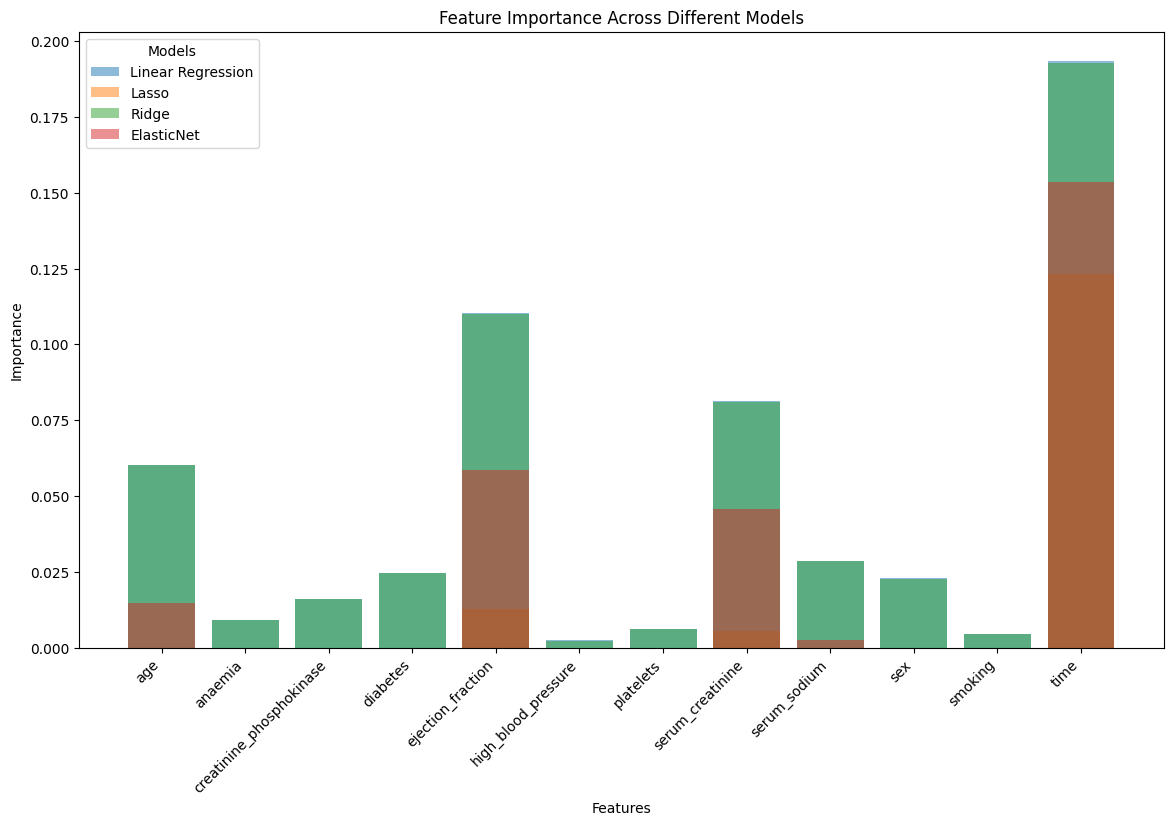 Feature Importance Across Different Models
Models
Linear Regression
Lasso
Ridge
ElasticNet
Importance
0.200
0.175
0.150
0.125
0.100
0.075
0.050
0.025
0.000
age
anaemia
creatinine_phosphokinase
diabetes
ejection_fraction
high_blood_pressure
platelets
serum_creatinine
serum_sodium
sex
smoking
time
Features